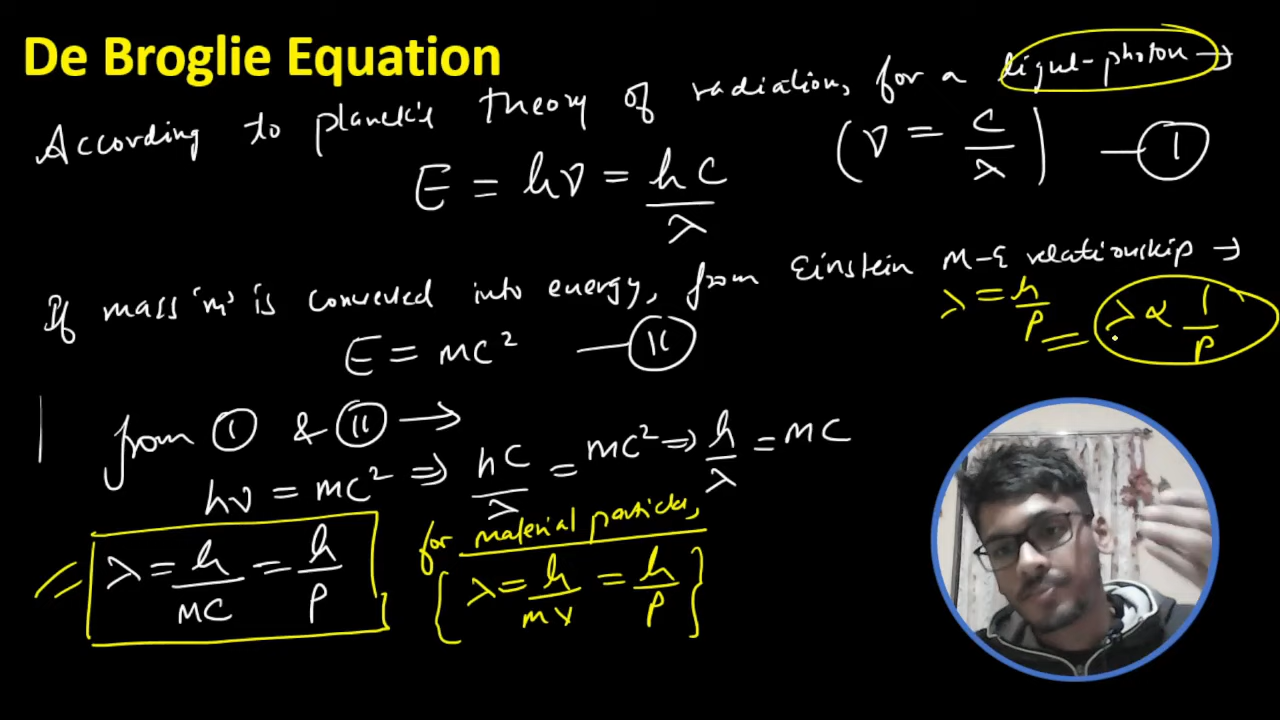 De Broglie Equation
According to planck's theory of radiation, for a light-photon →
E = hν = hc/λ (ν = c/λ) — I
If mass 'm' is converted into energy, from Einstein M-E relationship →
E = mc² — II
λ = h/p = λ ∝ 1/p
from I & II →
hν = mc² ⇒ hc/λ = mc² ⇒ h/λ = mc
for material particles,
λ = h/mc = h/p
[λ = h/mv = h/p]